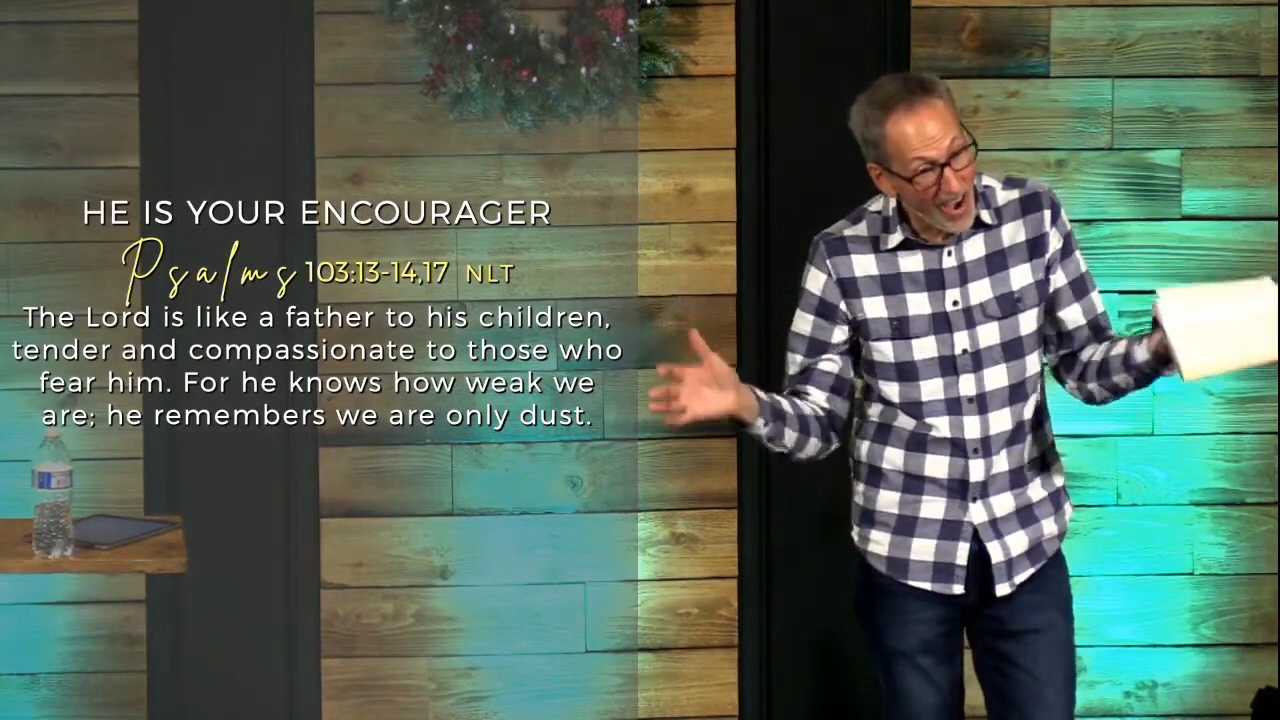 HE IS YOUR ENCOURAGER
Psalms 103:13-14,17 NLT
The Lord is like a father to his children,
tender and compassionate to those who
fear him. For he knows how weak we
are; he remembers we are only dust.